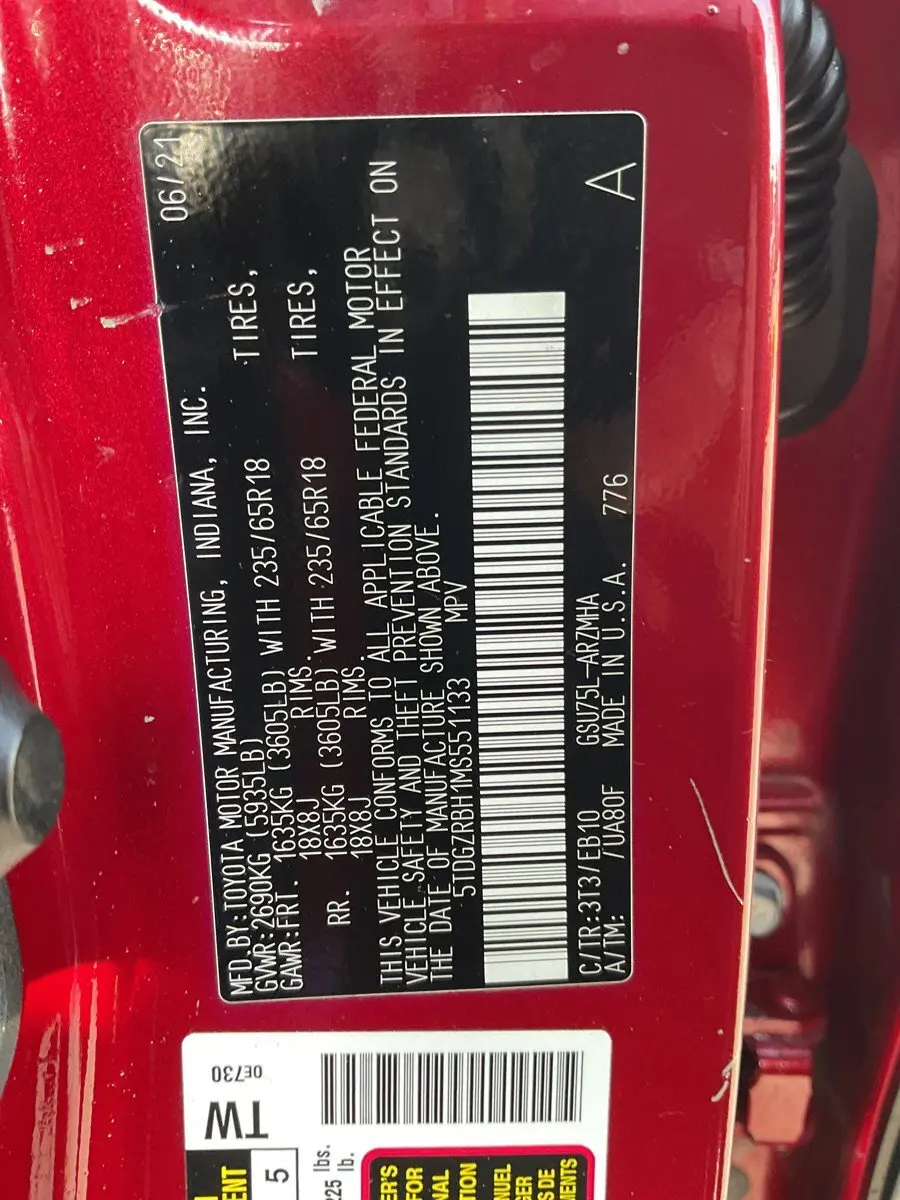 06/21
MFD.BY:TOYOTA MOTOR MANUFACTURING, INDIANA, INC.
GVWR:2690KG (5935LB)
GAWR:FRT. 1635KG (3605LB) WITH 235/65R18 TIRES,
18X8J RIMS.
RR. 1635KG (3605LB) WITH 235/65R18 TIRES,
18X8J RIMS.
THIS VEHICLE CONFORMS TO ALL APPLICABLE FEDERAL MOTOR
VEHICLE SAFETY AND THEFT PREVENTION STANDARDS IN EFFECT ON
THE DATE OF MANUFACTURE SHOWN ABOVE.
5TDGZRBH1MS551133 MPV
C/TR:3T3/EB10 GSU75L-ARZMHA
A/TM: /UA80F MADE IN U.S.A. 776 A
0E730
TW
5
lbs.
lb.